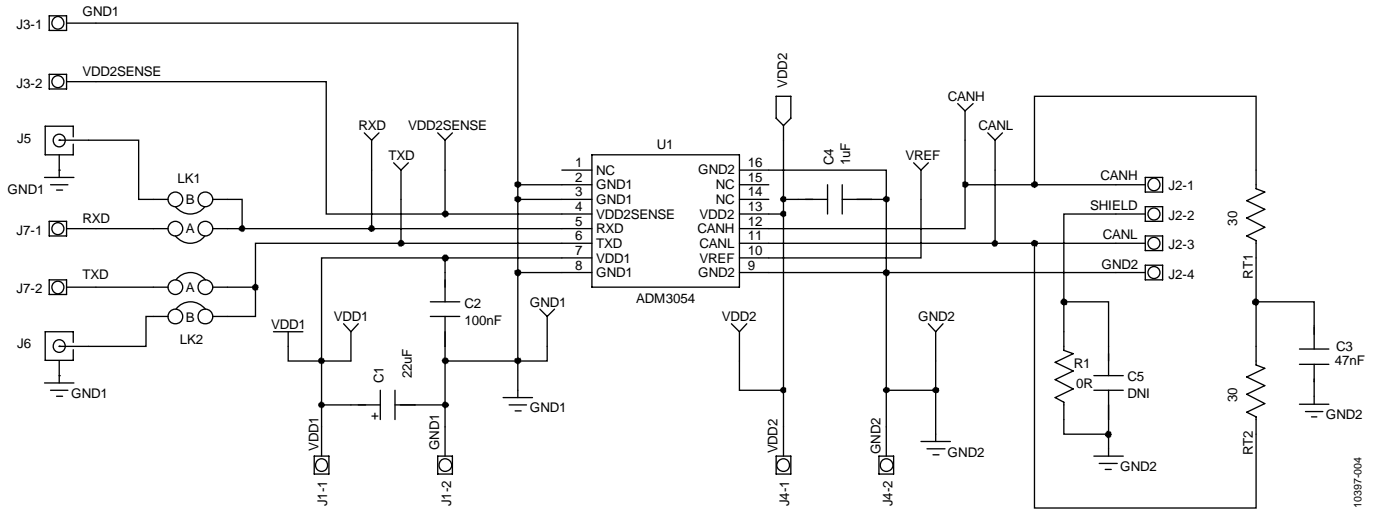 J3-1
GND1
J3-2
VDD2SENSE
J5
GND1
LK1
B
J7-1
RXD
A
J7-2
TXD
A
B
LK2
J6
GND1
RXD
TXD
VDD2SENSE
VDD1
VDD1
C1
22uF
+
C2
100nF
GND1
GND1
VDD1
J1-1
GND1
J1-2
U1
1
NC
2
GND1
3
GND1
4
VDD2SENSE
5
RXD
6
TXD
7
VDD1
8
GND1
GND2
16
NC
15
NC
14
VDD2
13
CANH
12
CANL
11
VREF
10
GND2
9
ADM3054
VDD2
C4
1uF
VREF
CANH
CANL
VDD2
GND2
GND2
VDD2
J4-1
GND2
J4-2
CANH
J2-1
SHIELD
J2-2
CANL
J2-3
GND2
J2-4
R1
0R
C5
DNI
GND2
30
RT1
30
RT2
C3
47nF
GND2
10397-004